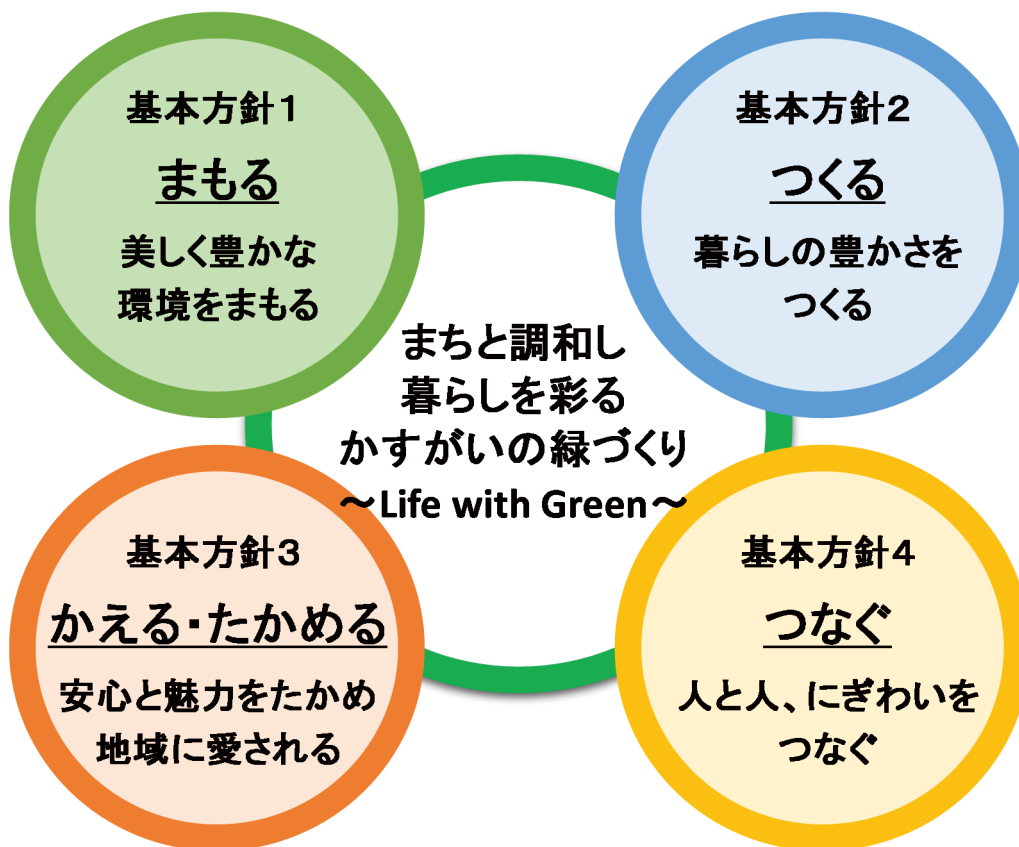 基本方針1
まもる
美しく豊かな
環境をまもる
基本方針2
つくる
暮らしの豊かさを
つくる
まちと調和し
暮らしを彩る
かすがいの緑づくり
～Life with Green～
基本方針3
かえる・たかめる
安心と魅力をたかめ
地域に愛される
基本方針4
つなぐ
人と人、にぎわいを
つなぐ